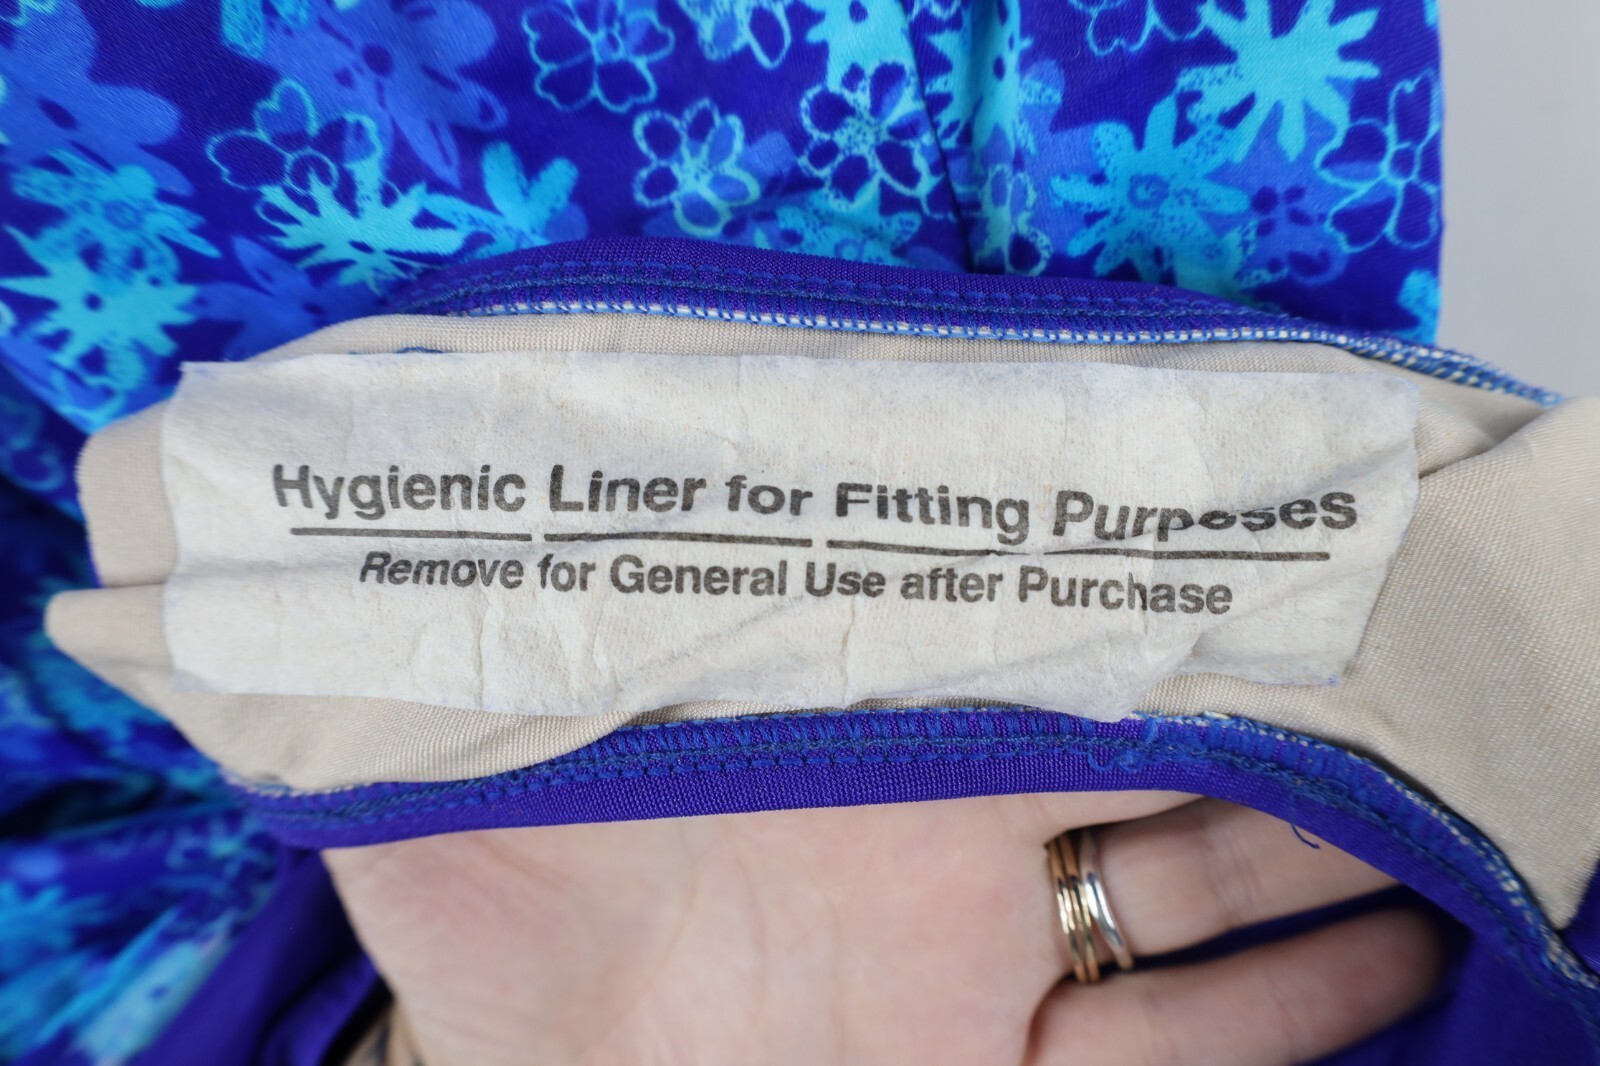 Hygienic Liner for Fitting Purposes
Remove for General Use after Purchase